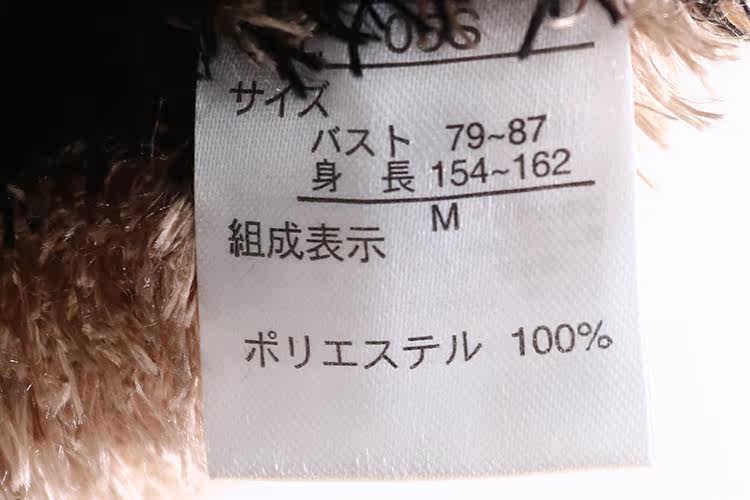 サイズ
バスト 79~87
身 長 154~162
M
組成表示
ポリエステル 100%